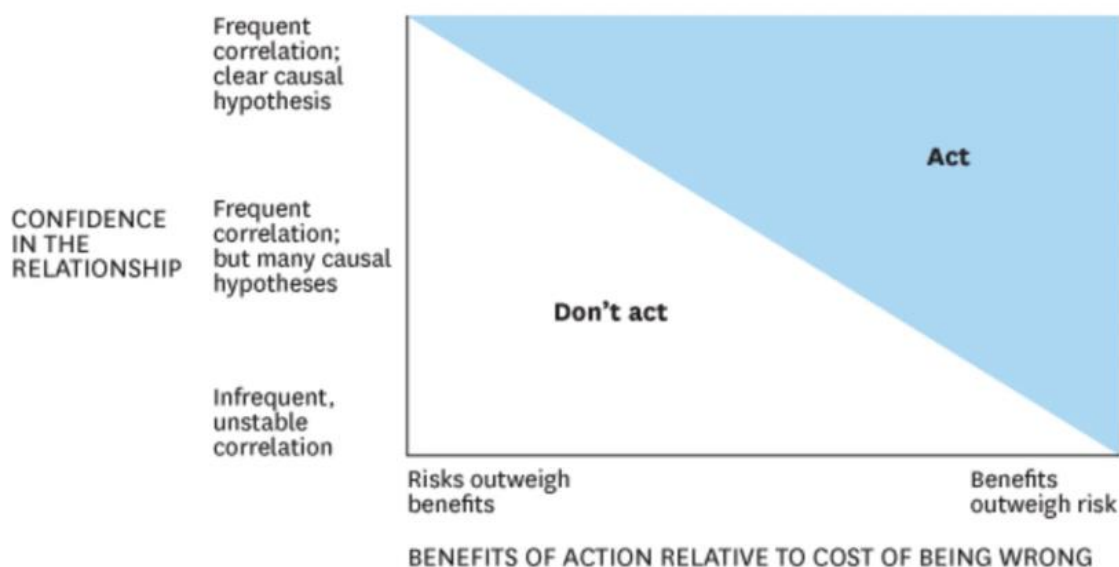 Frequent
correlation;
clear causal
hypothesis
Act
CONFIDENCE
IN THE
RELATIONSHIP
Frequent
correlation;
but many causal
hypotheses
Don't act
Infrequent,
unstable
correlation
Risks outweigh
benefits
Benefits
outweigh risk
BENEFITS OF ACTION RELATIVE TO COST OF BEING WRONG